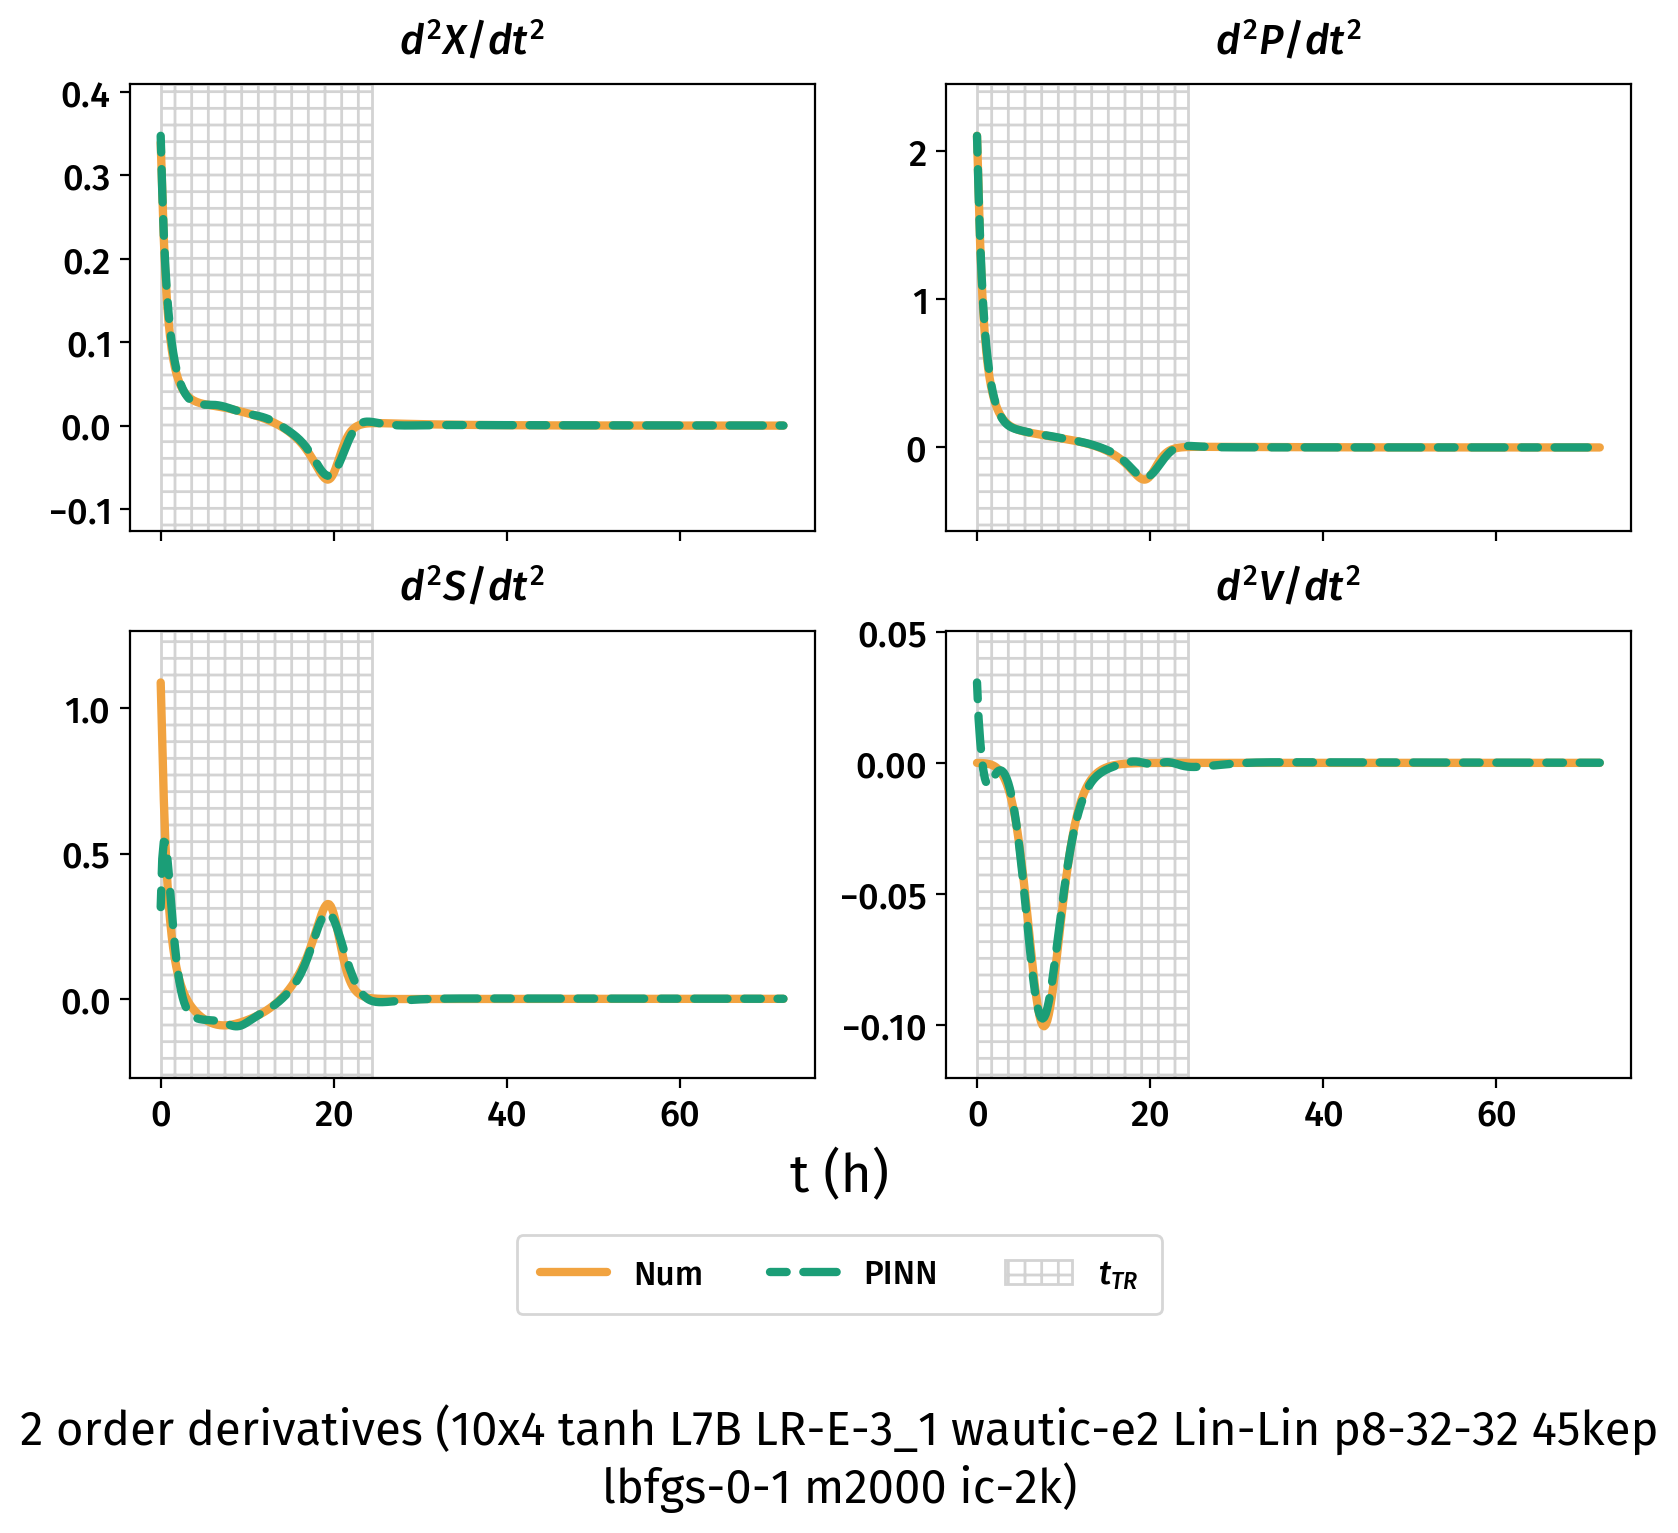 d²X/dt²
d²P/dt²
0.4
0.3
0.2
0.1
0.0
−0.1
2
1
0
d²S/dt²
d²V/dt²
1.0
0.5
0.0
0.05
0.00
−0.05
−0.10
0 20 40 60
0 20 40 60
t (h)
Num PINN t_TR
2 order derivatives (10x4 tanh L7B LR-E-3_1 wautic-e2 Lin-Lin p8-32-32 45kep
lbfgs-0-1 m2000 ic-2k)